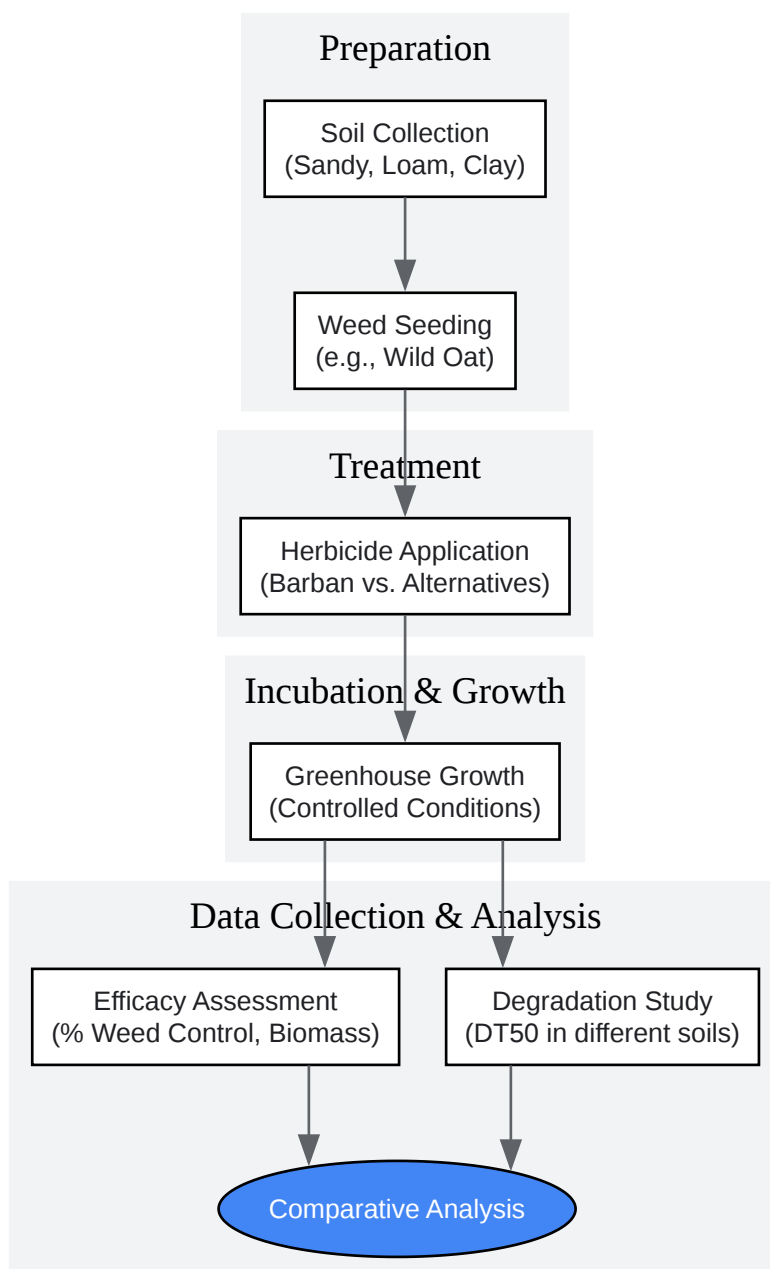 Preparation
Soil Collection
(Sandy, Loam, Clay)
Weed Seeding
(e.g., Wild Oat)
Treatment
Herbicide Application
(Barban vs. Alternatives)
Incubation & Growth
Greenhouse Growth
(Controlled Conditions)
Data Collection & Analysis
Efficacy Assessment
(% Weed Control, Biomass)
Degradation Study
(DT50 in different soils)
Comparative Analysis